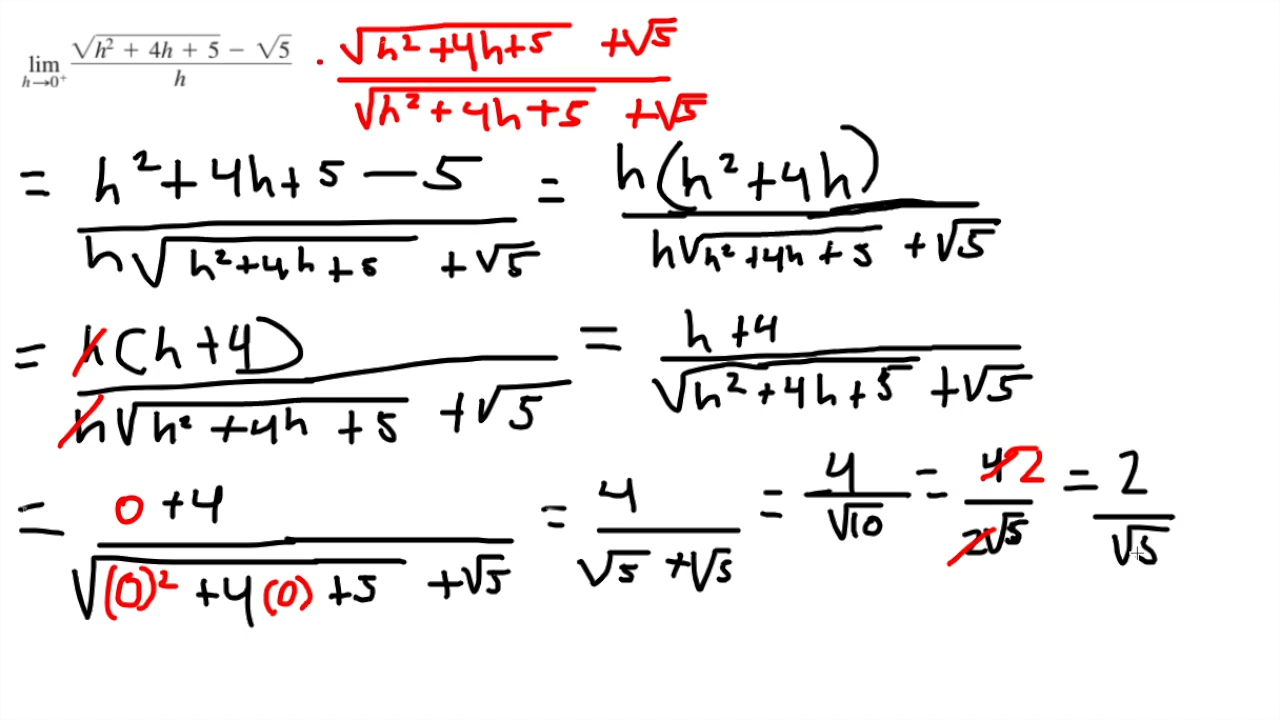 lim h→0⁺ (√(h² + 4h + 5) − √5)/h · (√(h² + 4h + 5) + √5)/(√(h² + 4h + 5) + √5)
= (h² + 4h + 5 − 5)/(h√(h² + 4h + 5) + √5) = h(h² + 4h)/(h√(h² + 4h + 5) + √5)
= h(h + 4)/(h√(h² + 4h + 5) + √5) = (h + 4)/(√(h² + 4h + 5) + √5)
= (0 + 4)/(√((0)² + 4(0) + 5) + √5) = 4/(√5 + √5) = 4/√10 = 4 2/2√5 = 2/√5